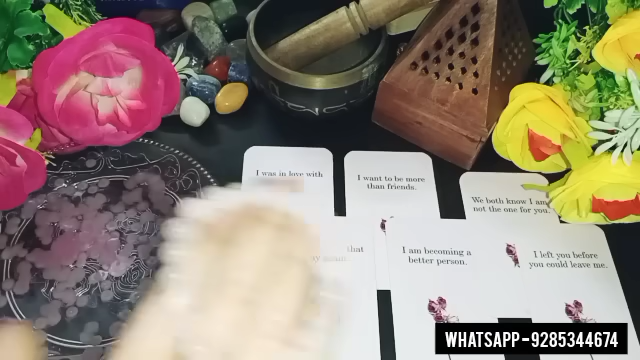 I was in love with
I want to be more
than friends.
We both know I am
not the one for you.
that
I am becoming a
better person.
I left you before
you could leave me.
WHATSAPP-9285344674